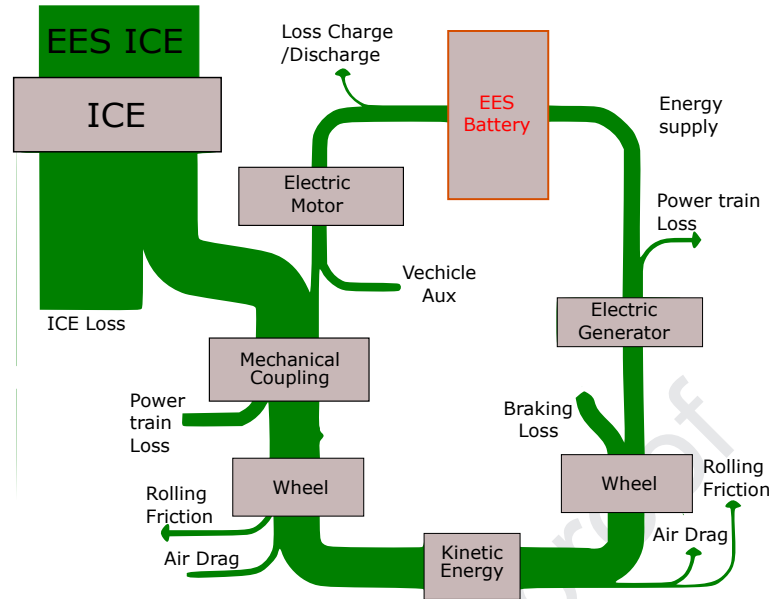 EES ICE
ICE
Loss Charge
/Discharge
EES
Battery
Energy
supply
Electric
Motor
Power train
Loss
Vechicle
Aux
ICE Loss
Electric
Generator
Mechanical
Coupling
Power
train
Loss
Braking
Loss
Wheel
Wheel
Rolling
Friction
Rolling
Friction
Air Drag
Kinetic
Energy
Air Drag
roof